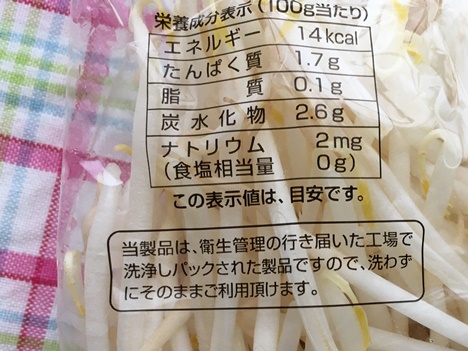 栄養成分表示(100g当たり)
エネルギー 14kcal
たんぱく質 1.7g
脂質 0.1g
炭水化物 2.6g
ナトリウム 2mg
(食塩相当量 0g)
この表示値は、目安です。
当製品は、衛生管理の行き届いた工場で
洗浄しパックされた製品ですので、洗わず
にそのままご利用頂けます。